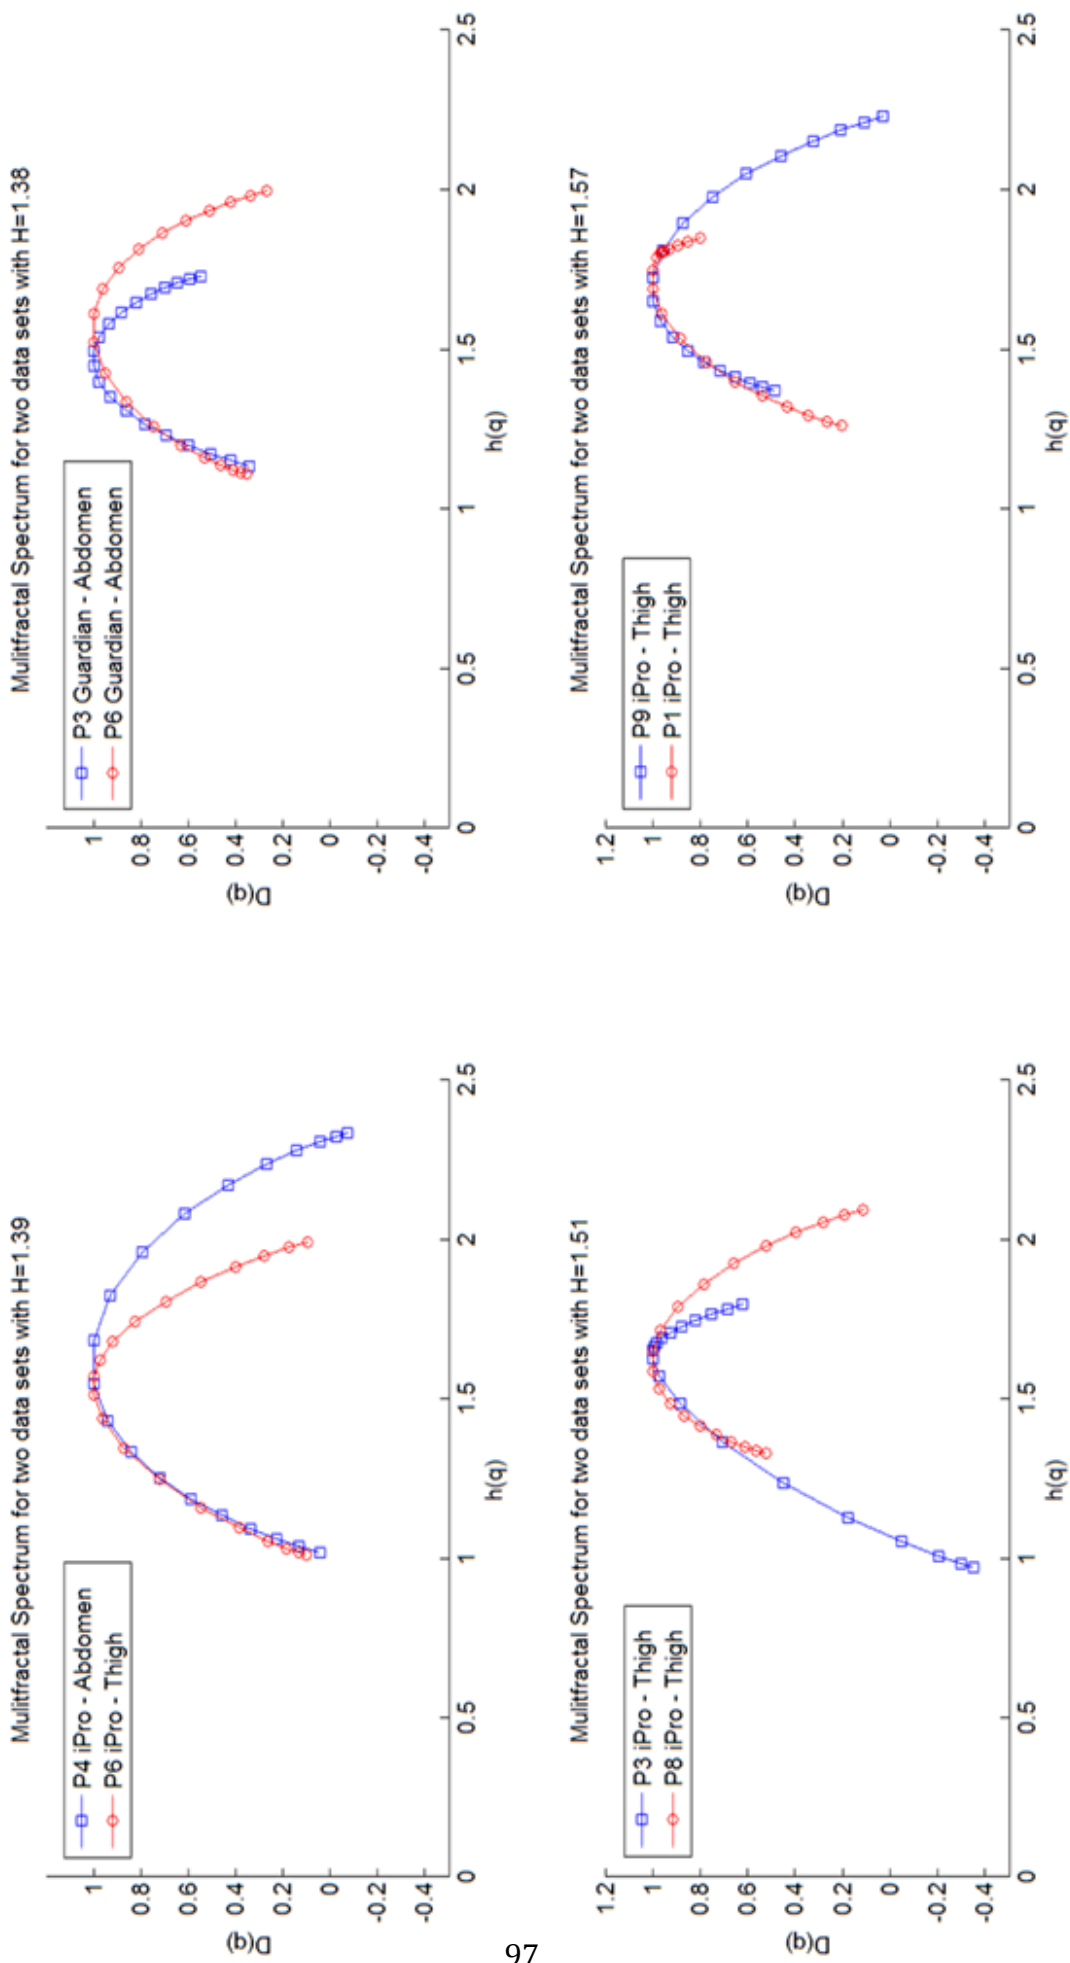 Mulitfractal Spectrum for two data sets with H=1.39
P4 iPro - Abdomen
P6 iPro - Thigh
D(q)
1
0.8
0.6
0.4
0.2
0
-0.2
-0.4
0
0.5
1
1.5
2
2.5
h(q)
Mulitfractal Spectrum for two data sets with H=1.38
P3 Guardian - Abdomen
P6 Guardian - Abdomen
D(q)
1
0.8
0.6
0.4
0.2
0
-0.2
-0.4
0
0.5
1
1.5
2
2.5
h(q)
Mulitfractal Spectrum for two data sets with H=1.51
P3 iPro - Thigh
P8 iPro - Thigh
D(q)
1.2
1
0.8
0.6
0.4
0.2
0
-0.2
-0.4
0
0.5
1
1.5
2
2.5
h(q)
Mulitfractal Spectrum for two data sets with H=1.57
P9 iPro - Thigh
P1 iPro - Thigh
D(q)
1.2
1
0.8
0.6
0.4
0.2
0
-0.2
-0.4
0
0.5
1
1.5
2
2.5
h(q)
97